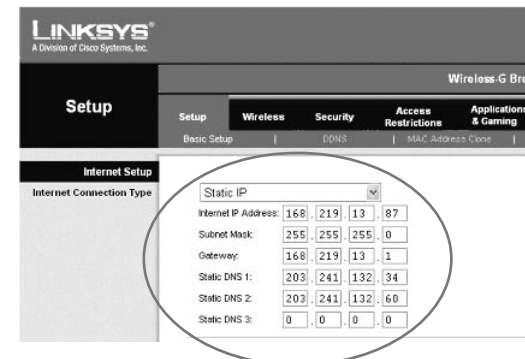 LINKSYS®
A Division of Cisco Systems, Inc.
Wireless-G Bro
Setup
Setup Wireless Security Access Restrictions Applications & Gaming
Basic Setup | DDNS | MAC Address Clone |
Internet Setup
Internet Connection Type
Static IP
Internet IP Address: 168 . 219 . 13 . 87
Subnet Mask: 255 . 255 . 255 . 0
Gateway: 168 . 219 . 13 . 1
Static DNS 1: 203 . 241 . 132 . 34
Static DNS 2: 203 . 241 . 132 . 60
Static DNS 3: 0 . 0 . 0 . 0